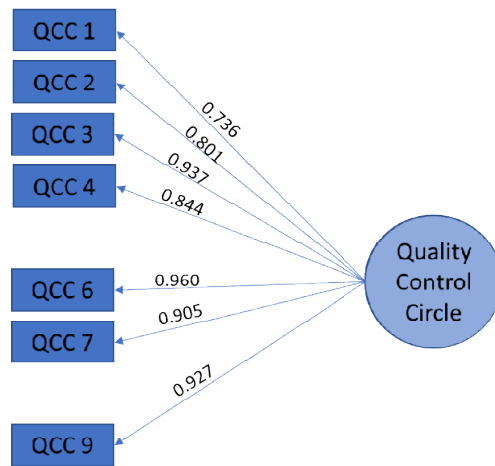 QCC 1
QCC 2
QCC 3
QCC 4
QCC 6
QCC 7
QCC 9
0.736
0.801
0.937
0.844
0.960
0.905
0.927
Quality
Control
Circle